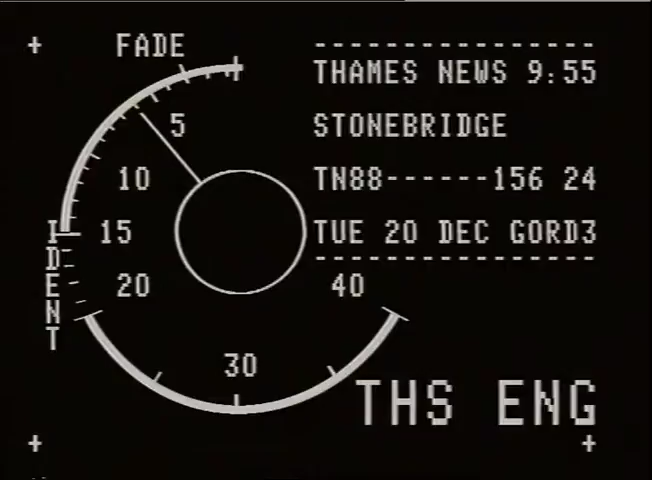 FADE
THAMES NEWS 9:55
STONEBRIDGE
TN88------156 24
TUE 20 DEC GORD3
5
10
15
20
30
40
IDENT
THS ENG